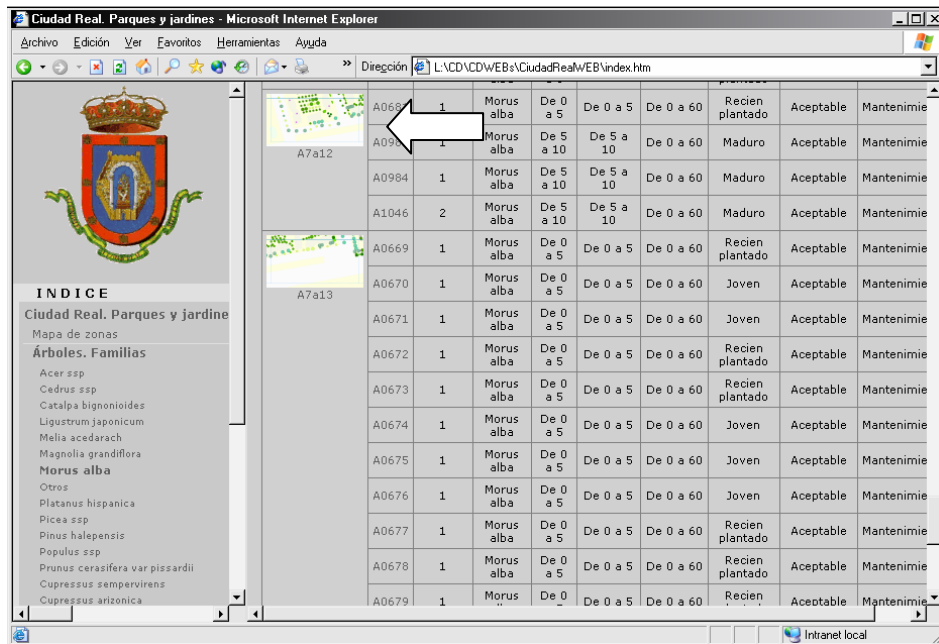 Ciudad Real. Parques y jardines - Microsoft Internet Explorer
Archivo Edición Ver Favoritos Herramientas Ayuda
» Dirección L:\CD\CDWEBs\CiudadRealWEB\index.htm
INDICE
Ciudad Real. Parques y jardine
Mapa de zonas
Árboles. Familias
Acer ssp
Cedrus ssp
Catalpa bignonioides
Ligustrum japonicum
Melia acedarach
Magnolia grandiflora
Morus alba
Otros
Platanus hispanica
Picea ssp
Pinus halepensis
Populus ssp
Prunus cerasifera var pissardii
Cupressus sempervirens
Cupressus arizonica
A7a12
A7a13
1 Morus alba De 0 a 5 De 0 a 5 De 0 a 60 Recien plantado Aceptable Mantenimie
1 Morus alba De 5 a 10 De 5 a 10 De 0 a 60 Maduro Aceptable Mantenimie
A0984 1 Morus alba De 5 a 10 De 5 a 10 De 0 a 60 Maduro Aceptable Mantenimie
A1046 2 Morus alba De 5 a 10 De 5 a 10 De 0 a 60 Maduro Aceptable Mantenimie
A0669 1 Morus alba De 0 a 5 De 0 a 5 De 0 a 60 Recien plantado Aceptable Mantenimie
A0670 1 Morus alba De 0 a 5 De 0 a 5 De 0 a 60 Joven Aceptable Mantenimie
A0671 1 Morus alba De 0 a 5 De 0 a 5 De 0 a 60 Joven Aceptable Mantenimie
A0672 1 Morus alba De 0 a 5 De 0 a 5 De 0 a 60 Recien plantado Aceptable Mantenimie
A0673 1 Morus alba De 0 a 5 De 0 a 5 De 0 a 60 Recien plantado Aceptable Mantenimie
A0674 1 Morus alba De 0 a 5 De 0 a 5 De 0 a 60 Joven Aceptable Mantenimie
A0675 1 Morus alba De 0 a 5 De 0 a 5 De 0 a 60 Joven Aceptable Mantenimie
A0676 1 Morus alba De 0 a 5 De 0 a 5 De 0 a 60 Joven Aceptable Mantenimie
A0677 1 Morus alba De 0 a 5 De 0 a 5 De 0 a 60 Recien plantado Aceptable Mantenimie
A0678 1 Morus alba De 0 a 5 De 0 a 5 De 0 a 60 Recien plantado Aceptable Mantenimie
A0679 1 Morus De 0 De 0 a 5 De 0 a 60 Recien Aceptable Mantenimie
Intranet local